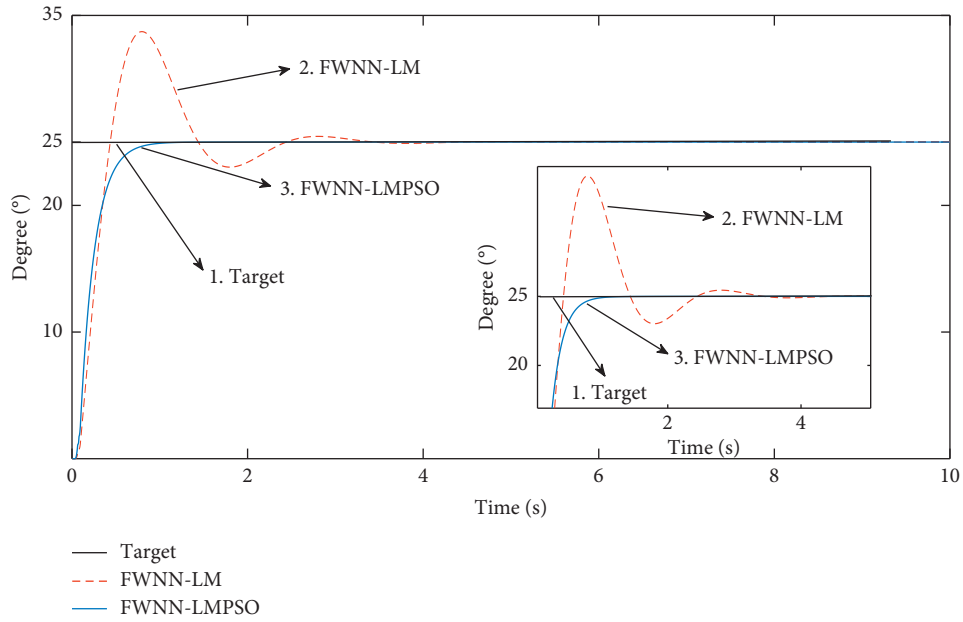 35
2. FWNN-LM
25
3. FWNN-LMPSO
20
1. Target
10
Degree (°)
0
2
4
6
8
10
Time (s)
2. FWNN-LM
25
3. FWNN-LMPSO
20
1. Target
Degree (°)
2
4
Time (s)
Target
FWNN-LM
FWNN-LMPSO